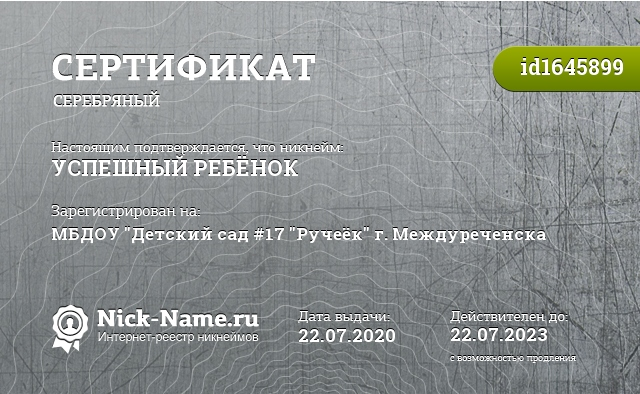 СЕРТИФИКАТ
id1645899
СЕРЕБРЯНЫЙ
Настоящим подтверждается, что никнейм:
УСПЕШНЫЙ РЕБЁНОК
Зарегистрирован на:
МБДОУ "Детский сад #17 "Ручеёк" г. Междуреченска
Nick-Name.ru
Интернет-реестр никнеймов
Дата выдачи:
22.07.2020
Действителен до:
22.07.2023
с возможностью продления